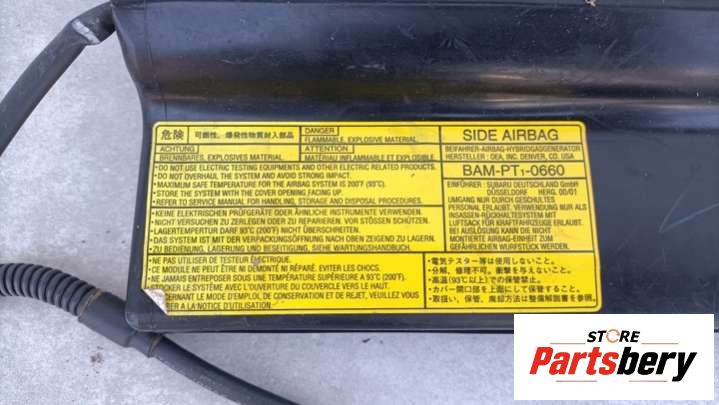 危険
可燃性、爆発性物質封入部品
DANGER
FLAMMABLE, EXPLOSIVE MATERIAL
ACHTUNG
BRENNBARES, EXPLOSIVES MATERIAL
ATTENTION
MATÉRIAU INFLAMMABLE ET EXPLOSIBLE
SIDE AIRBAG
BEIFAHRER-AIRBAG-HYBRIDGASGENERATOR
HERSTELLER : OEA, INC. DENVER, CO. USA
BAM-PT₁-0660
EINFÜHRER : SUBARU DEUTSCHLAND GmbH
DÜSSELDORF HERG. 00/01
UMGANG NUR DURCH GESCHULTES
PERSONAL ERLAUBT, VERWENDUNG NUR ALS
INSASSEN-RÜCKHALTESYSTEM MIT
LUFTSACK FÜR KRAFTFAHRZEUGE ERLAUBT.
BEI AUSLÖSUNG KANN DIE
MONTIERTE AIRBAG-EINHEIT ZUM
GEFÄHRLICHEN WURFSTÜCK WERDEN.
• DO NOT USE ELECTRIC TESTING EQUIPMENTS AND OTHER ELECTRIC EQUIPMENT.
• DO NOT OVERHAUL THE SYSTEM AND AVOID STRONG IMPACT.
• MAXIMUM SAFE TEMPERATURE FOR THE AIRBAG SYSTEM IS 200°F (93°C).
• STORE THE SYSTEM WITH THE COVER OPENING FACING UP.
• REFER TO SERVICE MANUAL FOR HANDLING, STORAGE AND DISPOSAL PROCEDURES.
• KEINE ELEKTRISCHEN PRÜFGERÄTE ODER ÄHNLICHE INSTRUMENTE VERWENDEN.
• NICHT VERSUCHEN ZU ZERLEGEN ODER ZU REPARIEREN. VOR STÖSSEN SCHÜTZEN.
• LAGERTEMPERTUR DARF 93°C (200°F) NICHT ÜBERSCHREITEN.
• DAS SYSTEM IST MIT DER VERPACKUNGSÖFFNUNG NACH OBEN ZEIGEND ZU LAGERN.
• ZU BEDIENUNG, LAGERUNG UND BESEITIGUNG, SIEHE WARTUNGSHANDBUCH.
• NE PAS UTILISER DE TESTEUR ÉLECTRIQUE.
• CE MODULE NE PEUT ÊTRE NI DÉMONTÉ NI RÉPARÉ. EVITER LES CHOCS.
NE JAMAIS ENTREPOSER SOUS UNE TEMPÉRATURE SUPÉRIEURE A 93°C (200°F).
STOCKER LE SYSTÈME AVEC L'OUVERTURE DU COUVERCLE VERS LE HAUT.
CERNANT LE MODE D'EMPLOI, DE CONSERVATION ET DE REJET, VEUILLEZ VOUS
ER A LA NOTICE D'UTILISATION.
• 電気テスター等は使用しないこと。
• 分解、修理不可。衝撃を与えないこと。
• 高温(93℃以上)での保管禁止。
• カバー開口部を上面にして保管すること。
• 取扱い、保管、廃却方法は整備解説書を参照。
STORE
Partsbery